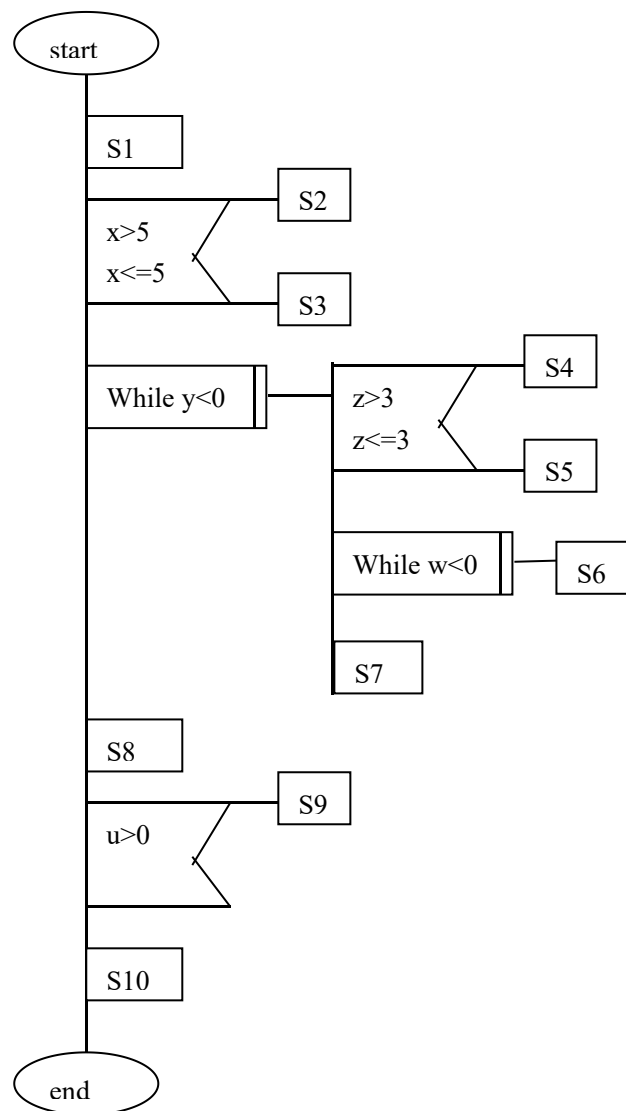 start
S1
S2
x>5
x<=5
S3
While y<0
S4
z>3
z<=3
S5
While w<0
S6
S7
S8
S9
u>0
S10
end